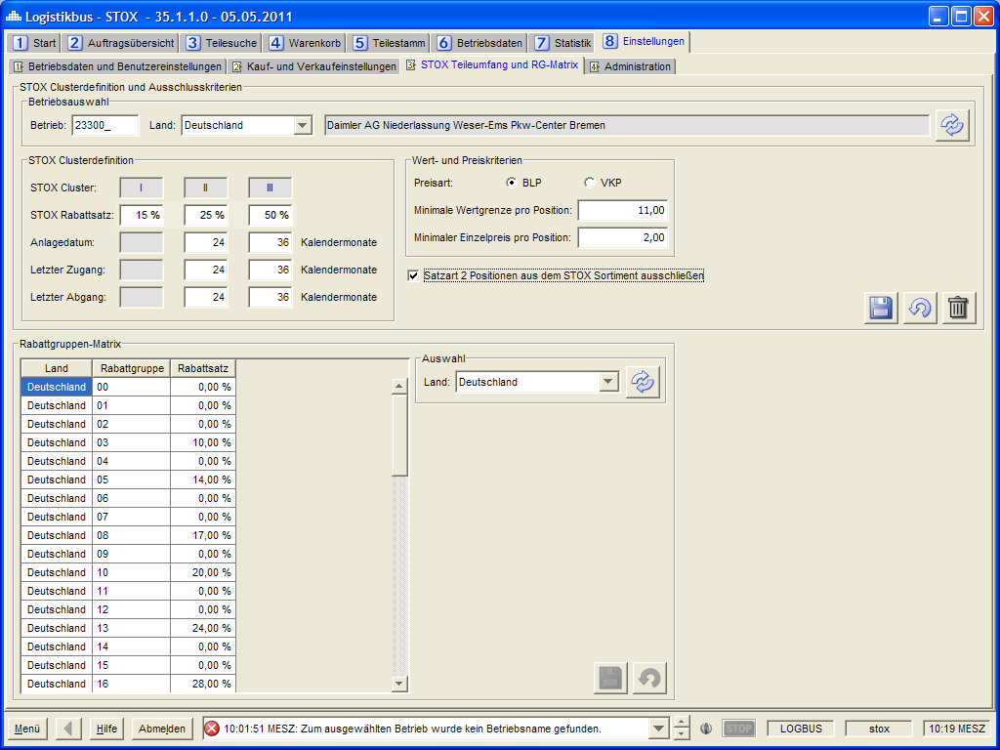 Logistikbus - STOX - 35.1.1.0 - 05.05.2011
1 Start 2 Auftragsübersicht 3 Teilesuche 4 Warenkorb 5 Teilestamm 6 Betriebsdaten 7 Statistik 8 Einstellungen
1 Betriebsdaten und Benutzereinstellungen 2 Kauf- und Verkaufeinstellungen 3 STOX Teileumfang und RG-Matrix 4 Administration
STOX Clusterdefinition und Ausschlusskriterien
Betriebsauswahl
Betrieb: 23300_ Land: Deutschland Daimler AG Niederlassung Weser-Ems Pkw-Center Bremen
STOX Clusterdefinition
STOX Cluster: I II III
STOX Rabattsatz: 15 % 25 % 50 %
Anlagedatum: 24 36 Kalendermonate
Letzter Zugang: 24 36 Kalendermonate
Letzter Abgang: 24 36 Kalendermonate
Wert- und Preiskriterien
Preisart: BLP VKP
Minimale Wertgrenze pro Position: 11,00
Minimaler Einzelpreis pro Position: 2,00
Satzart 2 Positionen aus dem STOX Sortiment ausschließen
Rabattgruppen-Matrix
Land Rabattgruppe Rabattsatz
Deutschland 00 0,00 %
Deutschland 01 0,00 %
Deutschland 02 0,00 %
Deutschland 03 10,00 %
Deutschland 04 0,00 %
Deutschland 05 14,00 %
Deutschland 06 0,00 %
Deutschland 07 0,00 %
Deutschland 08 17,00 %
Deutschland 09 0,00 %
Deutschland 10 20,00 %
Deutschland 11 0,00 %
Deutschland 12 0,00 %
Deutschland 13 24,00 %
Deutschland 14 0,00 %
Deutschland 15 0,00 %
Deutschland 16 28,00 %
Auswahl
Land: Deutschland
Menü Hilfe Abmelden 10:01:51 MESZ: Zum ausgewählten Betrieb wurde kein Betriebsname gefunden. STOP LOGBUS stox 10:19 MESZ